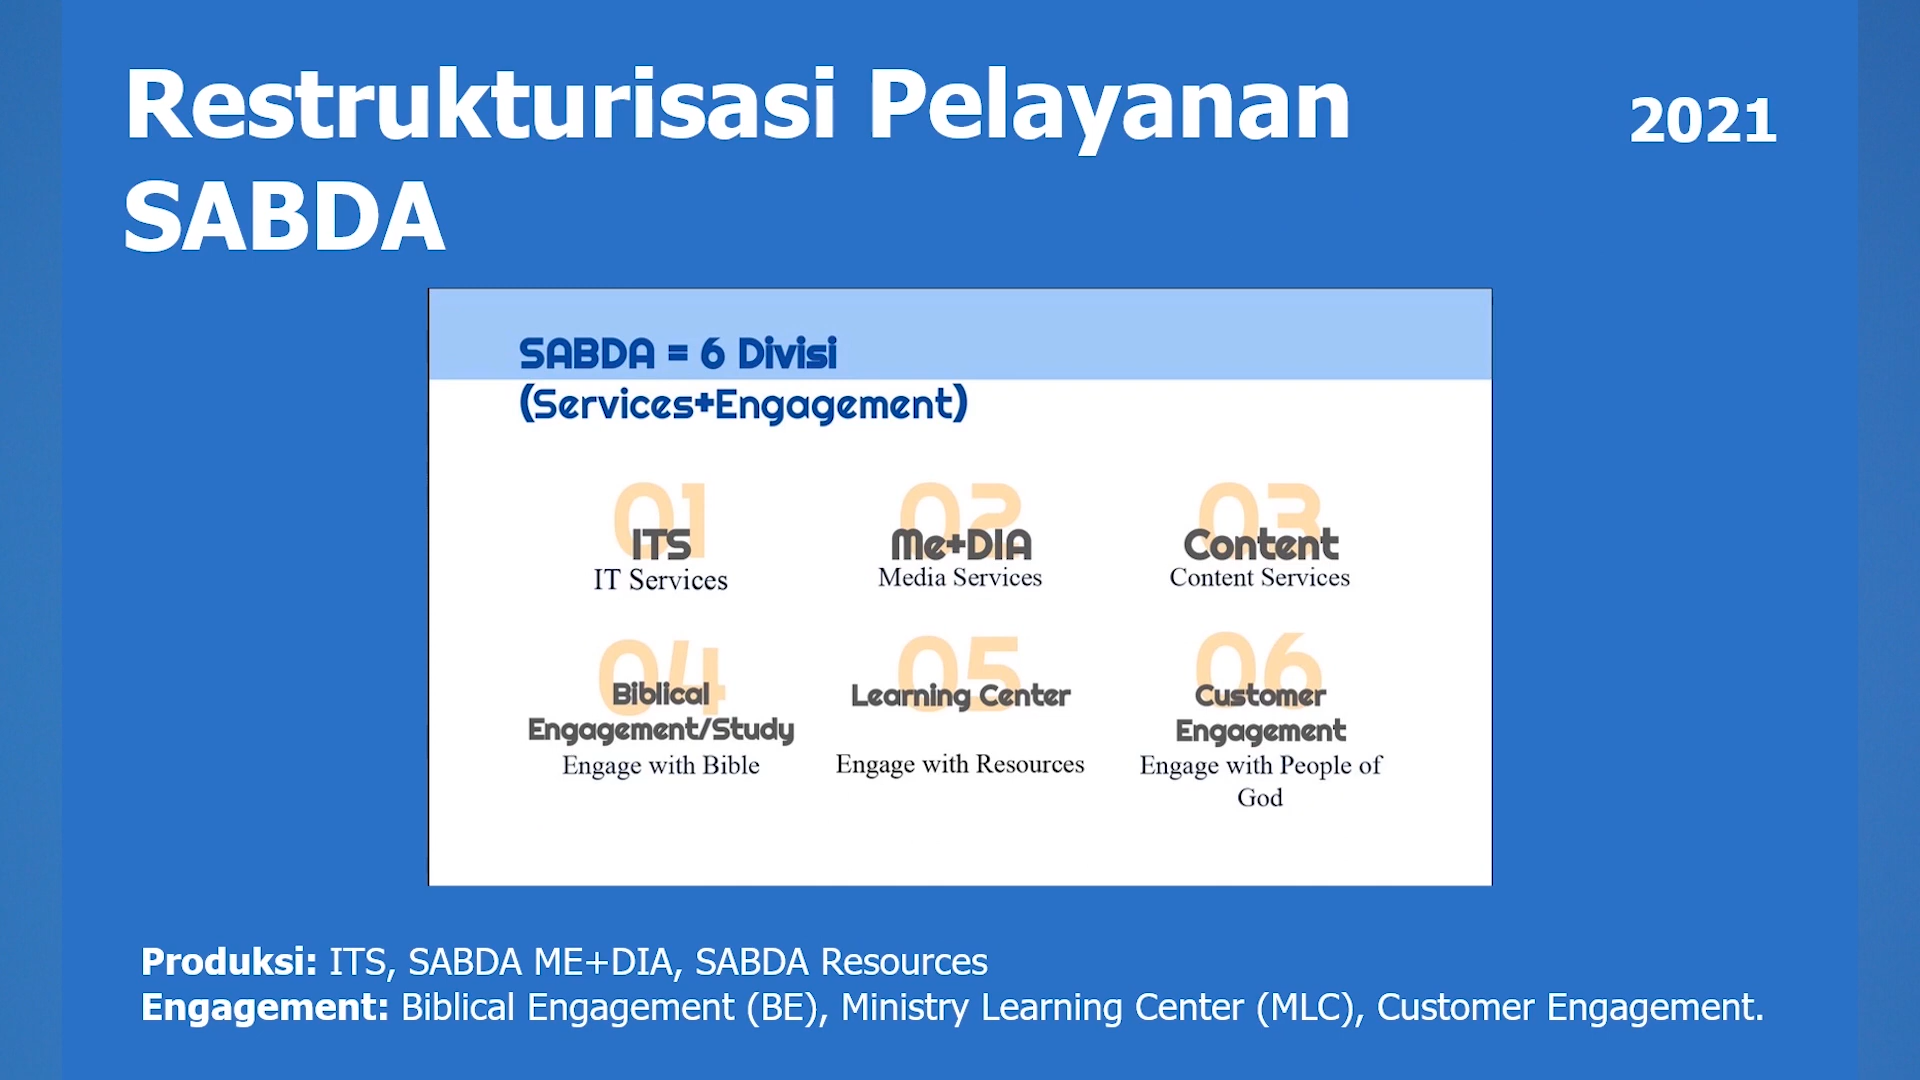 Restrukturisasi Pelayanan
SABDA
2021
SABDA = 6 Divisi
(Services+Engagement)
01
ITS
IT Services
02
Me+DIA
Media Services
03
Content
Content Services
04
Biblical
Engagement/Study
Engage with Bible
05
Learning Center
Engage with Resources
06
Customer
Engagement
Engage with People of
God
Produksi: ITS, SABDA ME+DIA, SABDA Resources
Engagement: Biblical Engagement (BE), Ministry Learning Center (MLC), Customer Engagement.